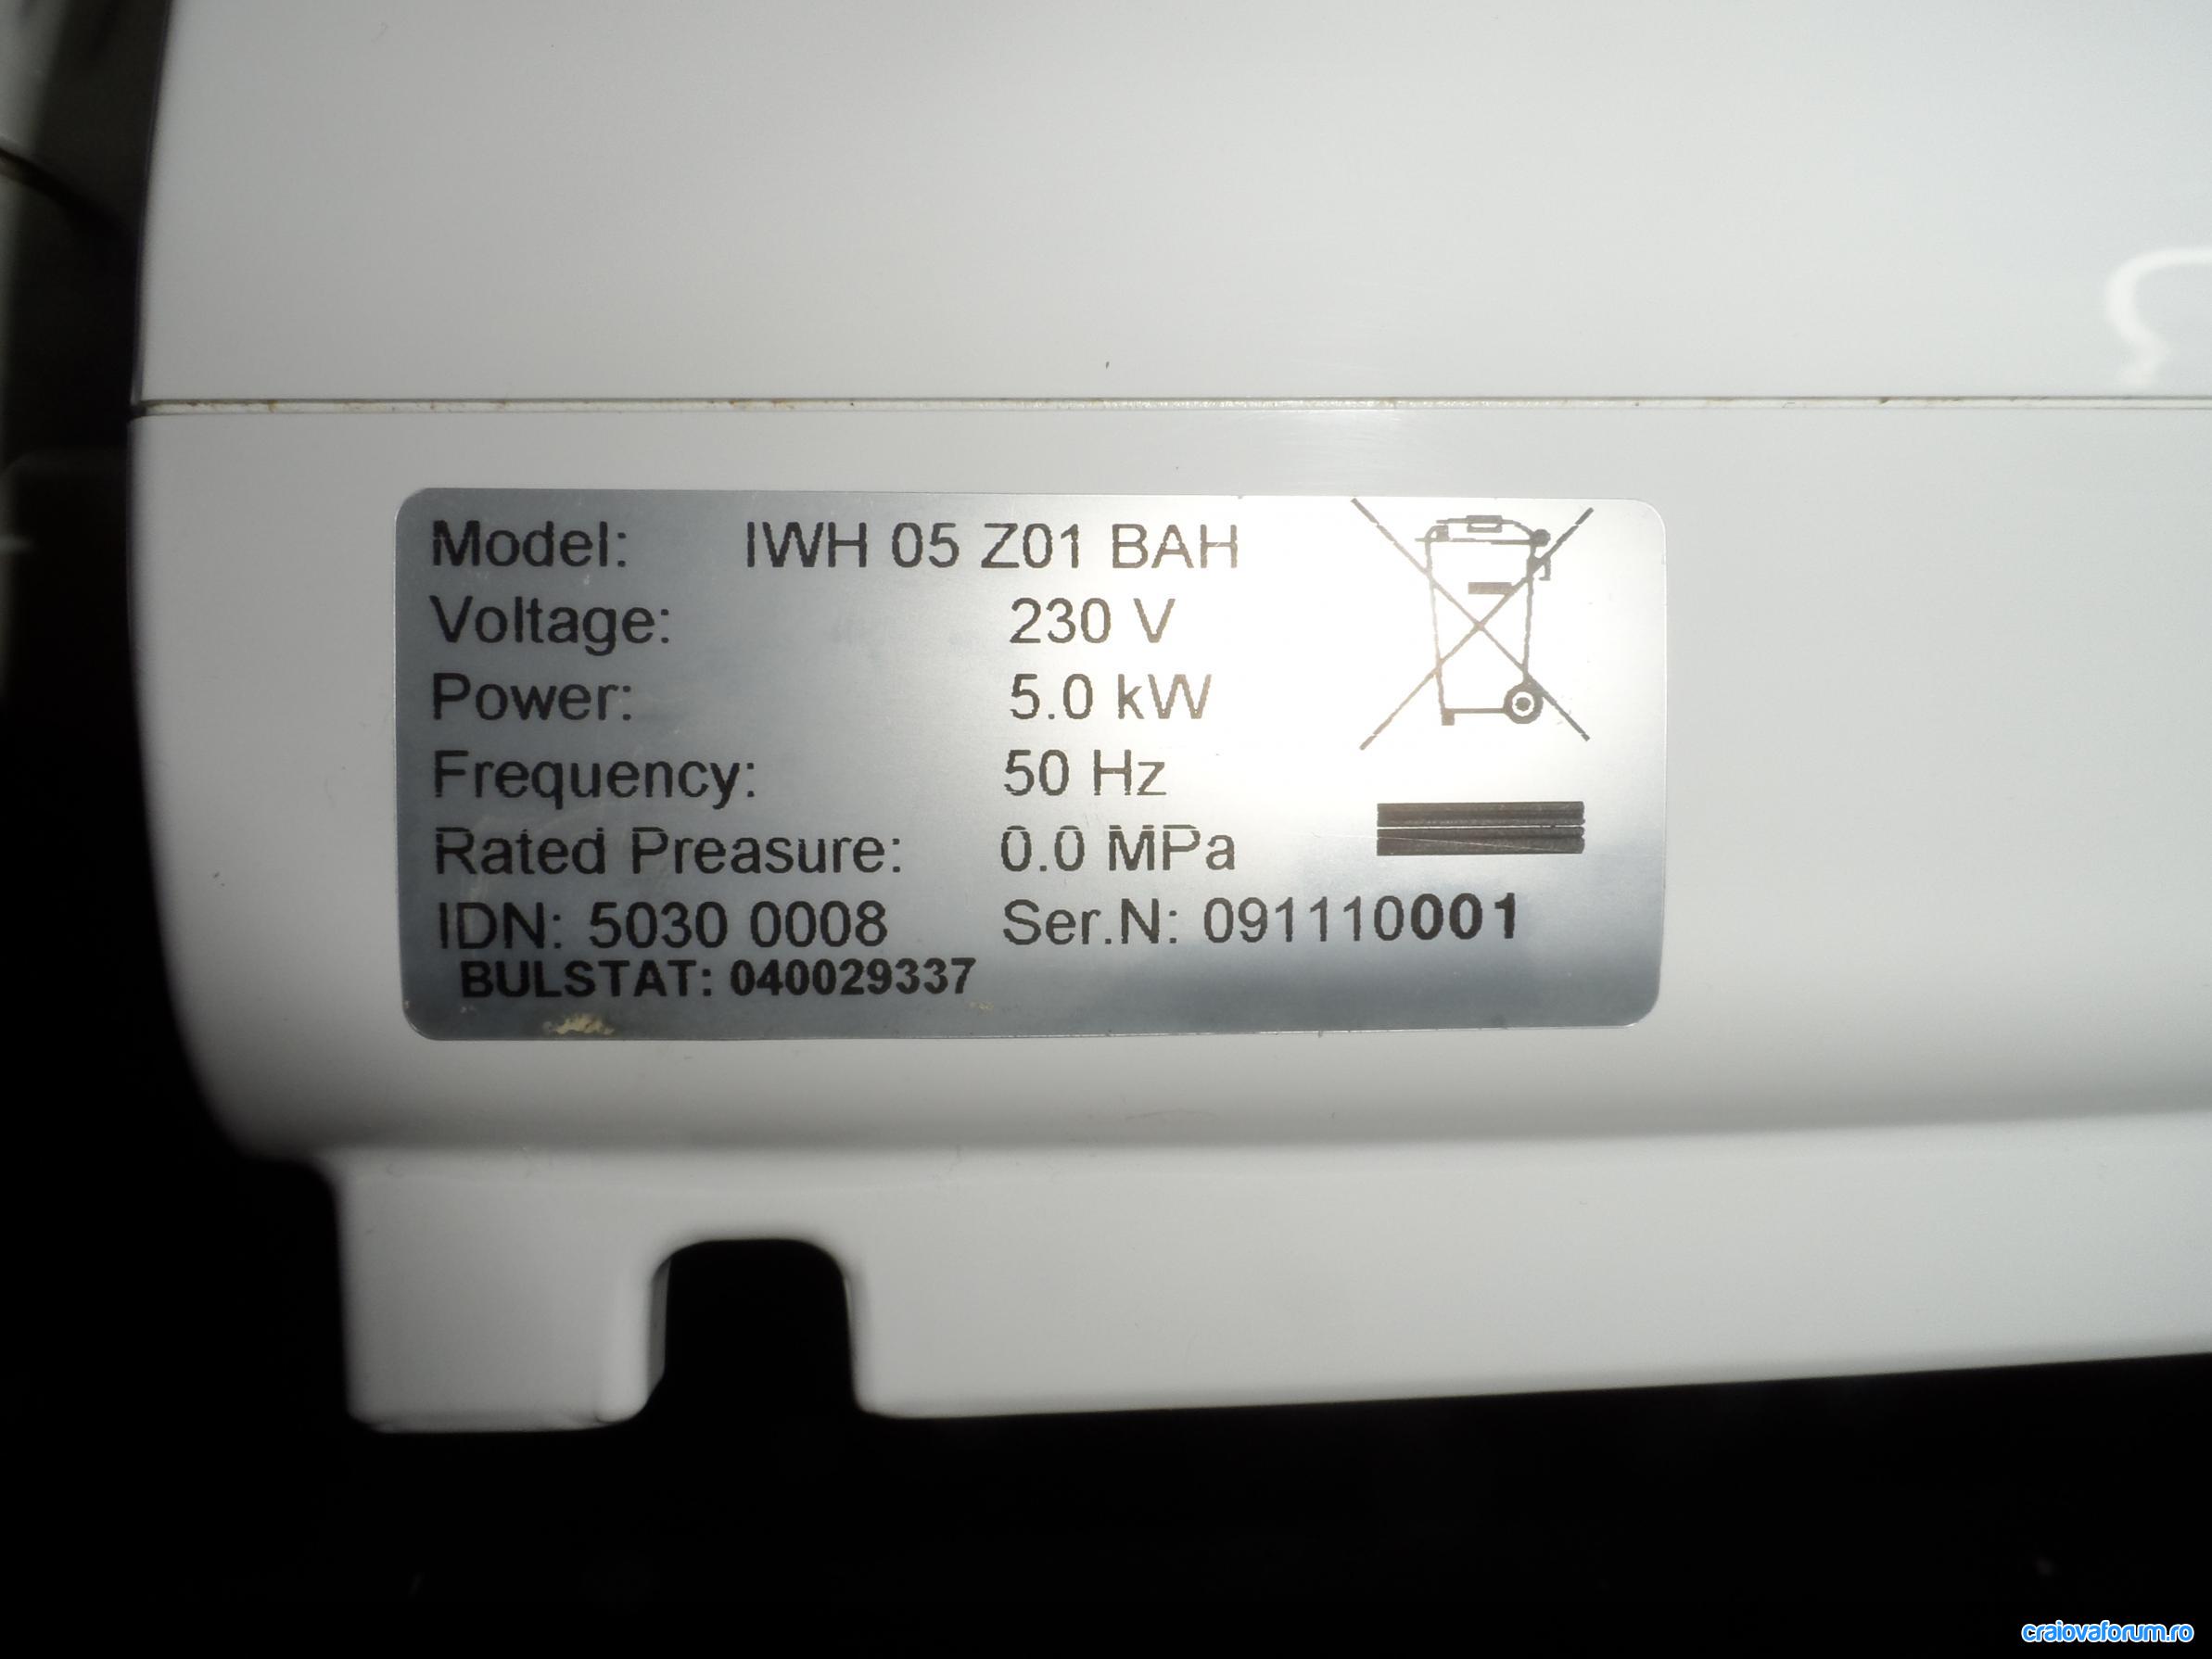 Model: IWH 05 Z01 BAH
Voltage: 230 V
Power: 5.0 kW
Frequency: 50 Hz
Rated Preasure: 0.0 MPa
IDN: 5030 0008 Ser.N: 091110001
BULSTAT: 040029337
craiovaforum.ro